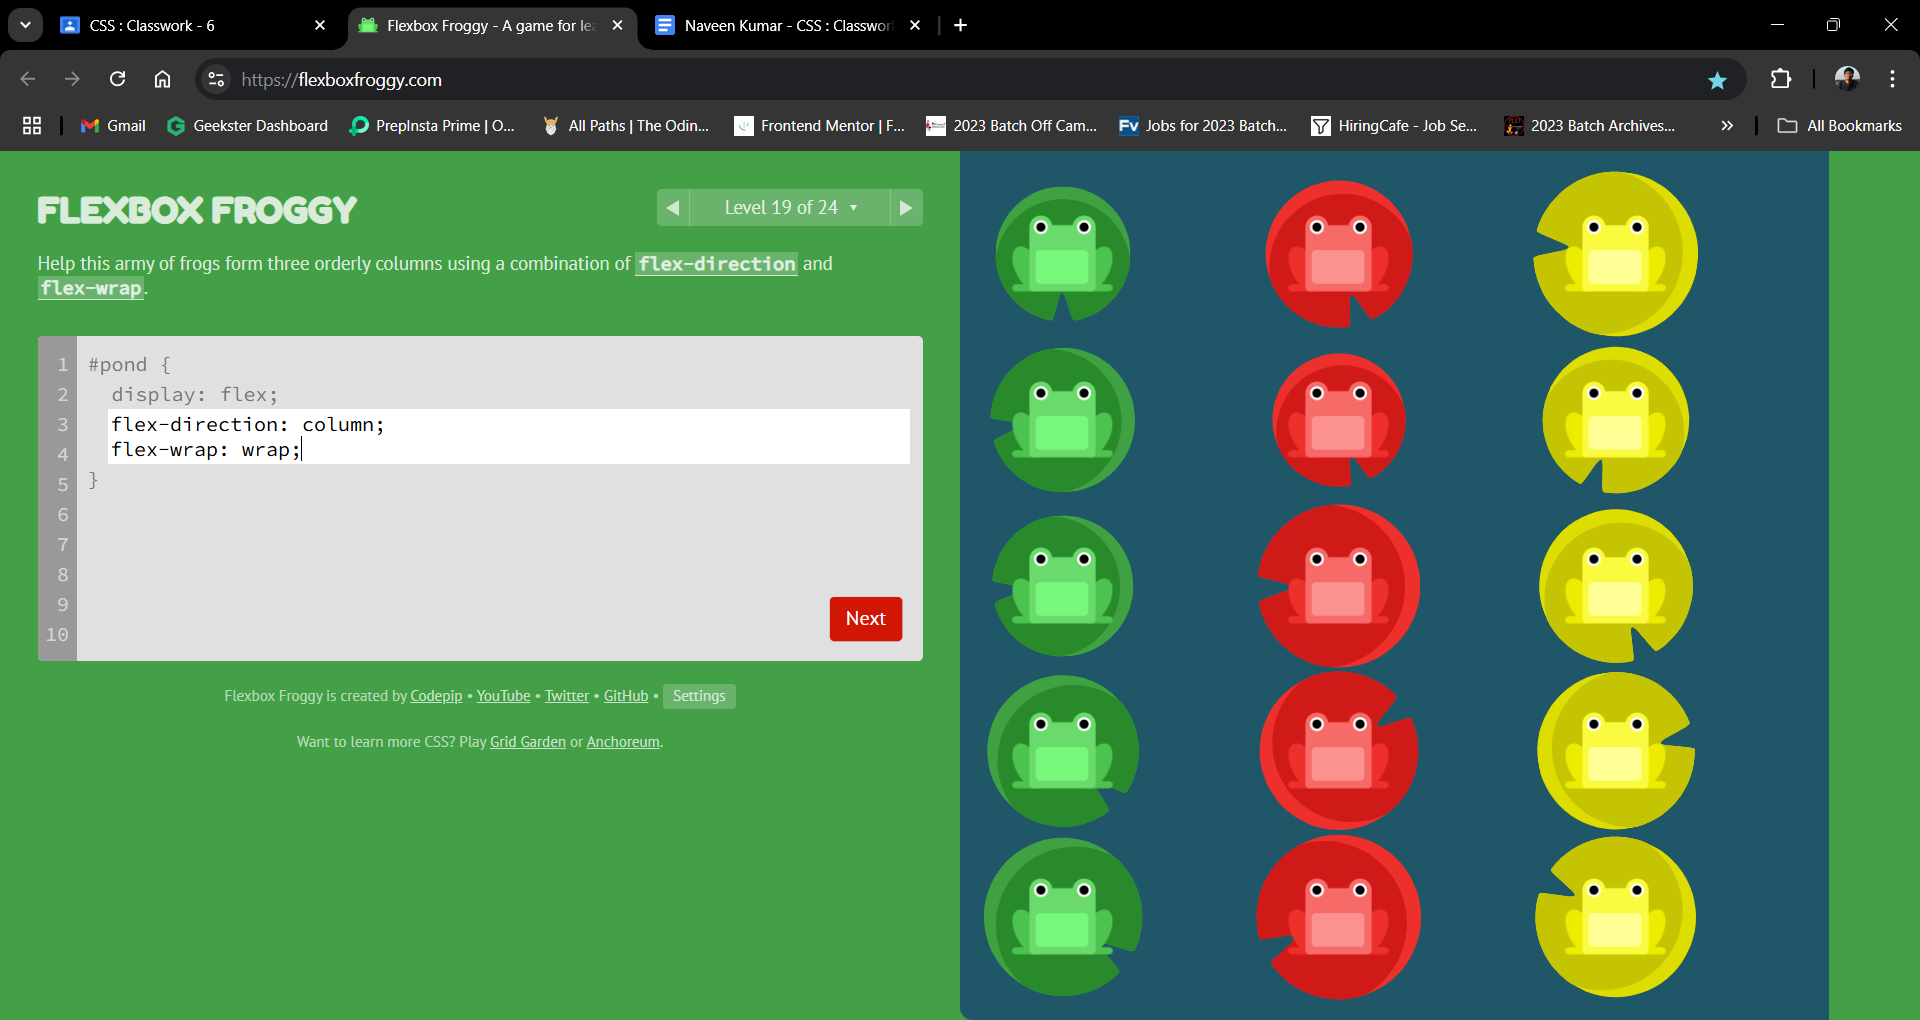 CSS : Classwork - 6
Flexbox Froggy - A game for lea
Naveen Kumar - CSS : Classwor
https://flexboxfroggy.com
Gmail
Geekster Dashboard
PrepInsta Prime | O...
All Paths | The Odin...
Frontend Mentor | F...
2023 Batch Off Cam...
Fv Jobs for 2023 Batch...
HiringCafe - Job Se...
2023 Batch Archives...
All Bookmarks
FLEXBOX FROGGY
Level 19 of 24
Help this army of frogs form three orderly columns using a combination of flex-direction and
flex-wrap.
1 #pond {
2 display: flex;
3 flex-direction: column;
4 flex-wrap: wrap;
5 }
6
7
8
9
10
Next
Flexbox Froggy is created by Codepip • YouTube • Twitter • GitHub • Settings
Want to learn more CSS? Play Grid Garden or Anchoreum.